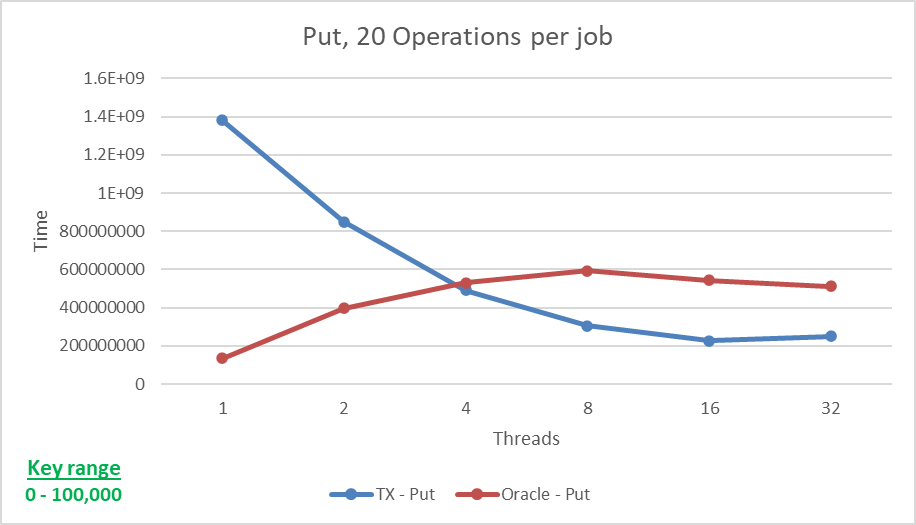 Put, 20 Operations per job
1.6E+09
1.4E+09
1.2E+09
1E+09
800000000
600000000
400000000
200000000
0
Time
1 2 4 8 16 32
Threads
Key range
0 - 100,000
TX - Put Oracle - Put